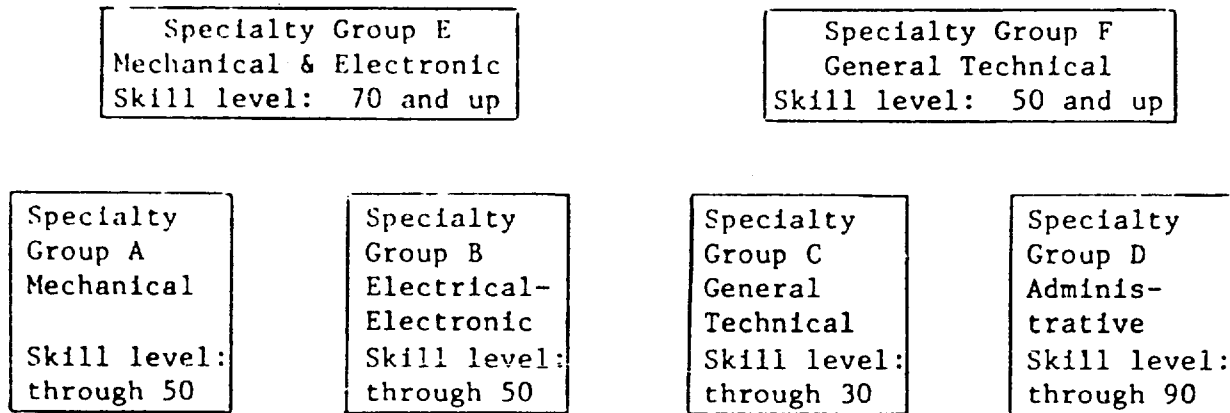 Specialty Group E
Mechanical & Electronic
Skill level: 70 and up
Specialty Group F
General Technical
Skill level: 50 and up
Specialty
Group A
Mechanical
Skill level:
through 50
Specialty
Group B
Electrical-
Electronic
Skill level:
through 50
Specialty
Group C
General
Technical
Skill level:
through 30
Specialty
Group D
Adminis-
trative
Skill level:
through 90